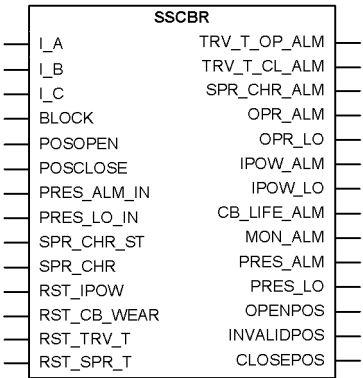 SSCBR
I_A TRV_T_OP_ALM
I_B TRV_T_CL_ALM
I_C SPR_CHR_ALM
BLOCK OPR_ALM
POSOPEN OPR_LO
POSCLOSE IPOW_ALM
PRES_ALM_IN IPOW_LO
PRES_LO_IN CB_LIFE_ALM
SPR_CHR_ST MON_ALM
SPR_CHR PRES_ALM
RST_IPOW PRES_LO
RST_CB_WEAR OPENPOS
RST_TRV_T INVALIDPOS
RST_SPR_T CLOSEPOS